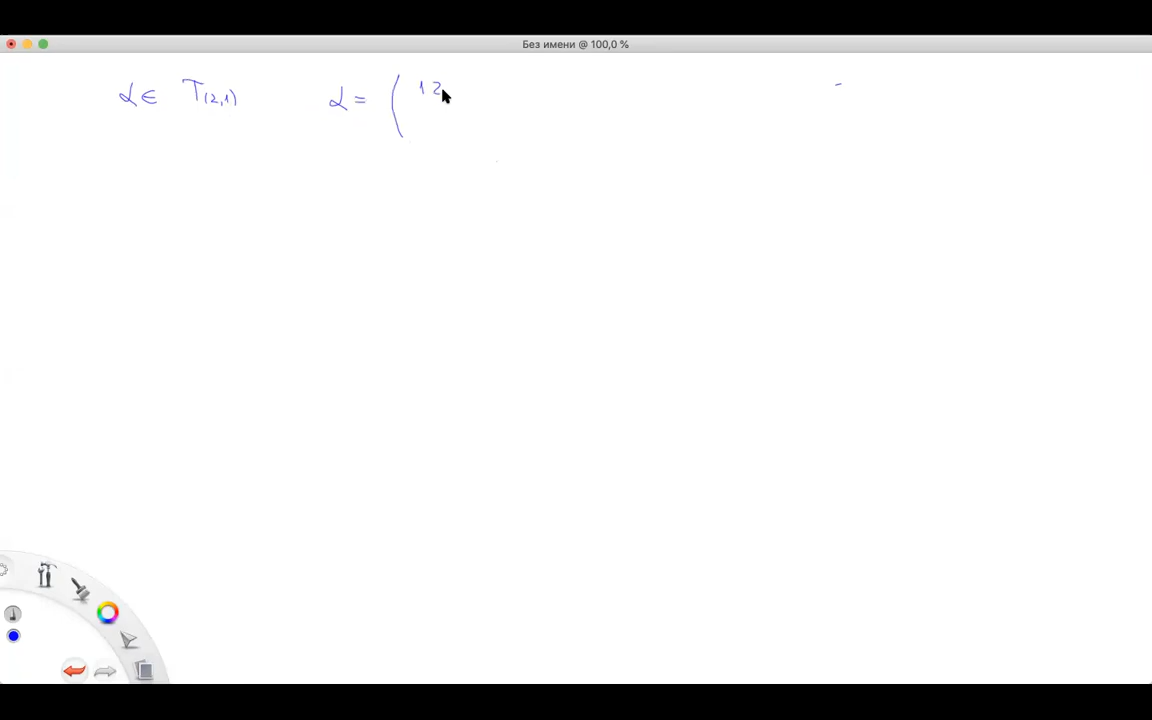 Без имени @ 100,0 %
α ∈ T(2,1) α = ( 1 2